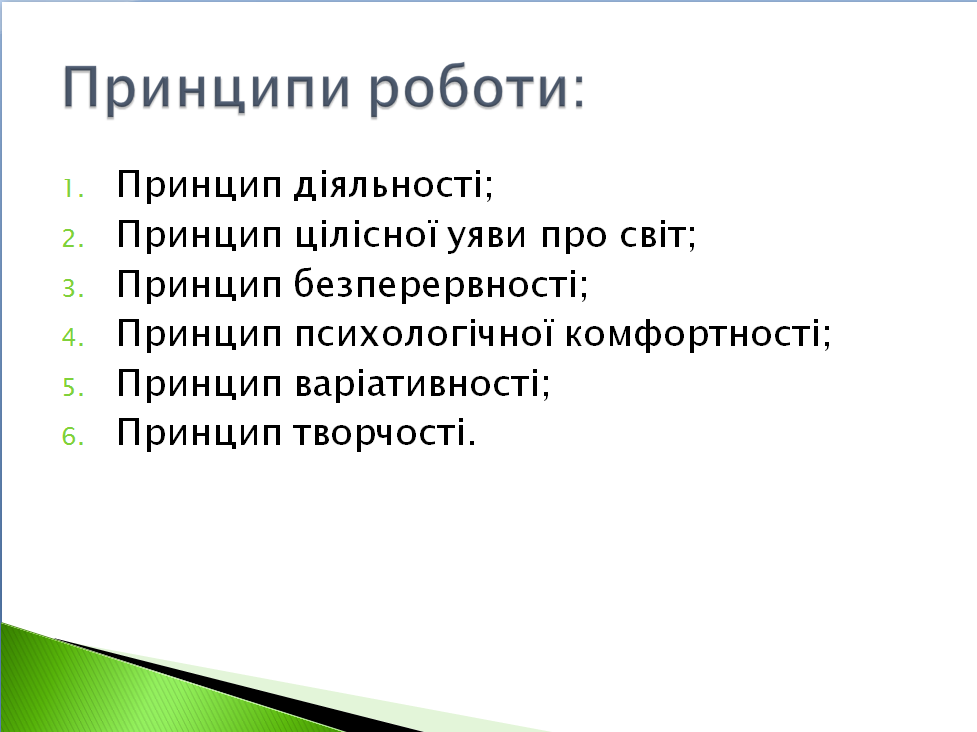 Принципи роботи:
1. Принцип діяльності;
2. Принцип цілісної уяви про світ;
3. Принцип безперервності;
4. Принцип психологічної комфортності;
5. Принцип варіативності;
6. Принцип творчості.